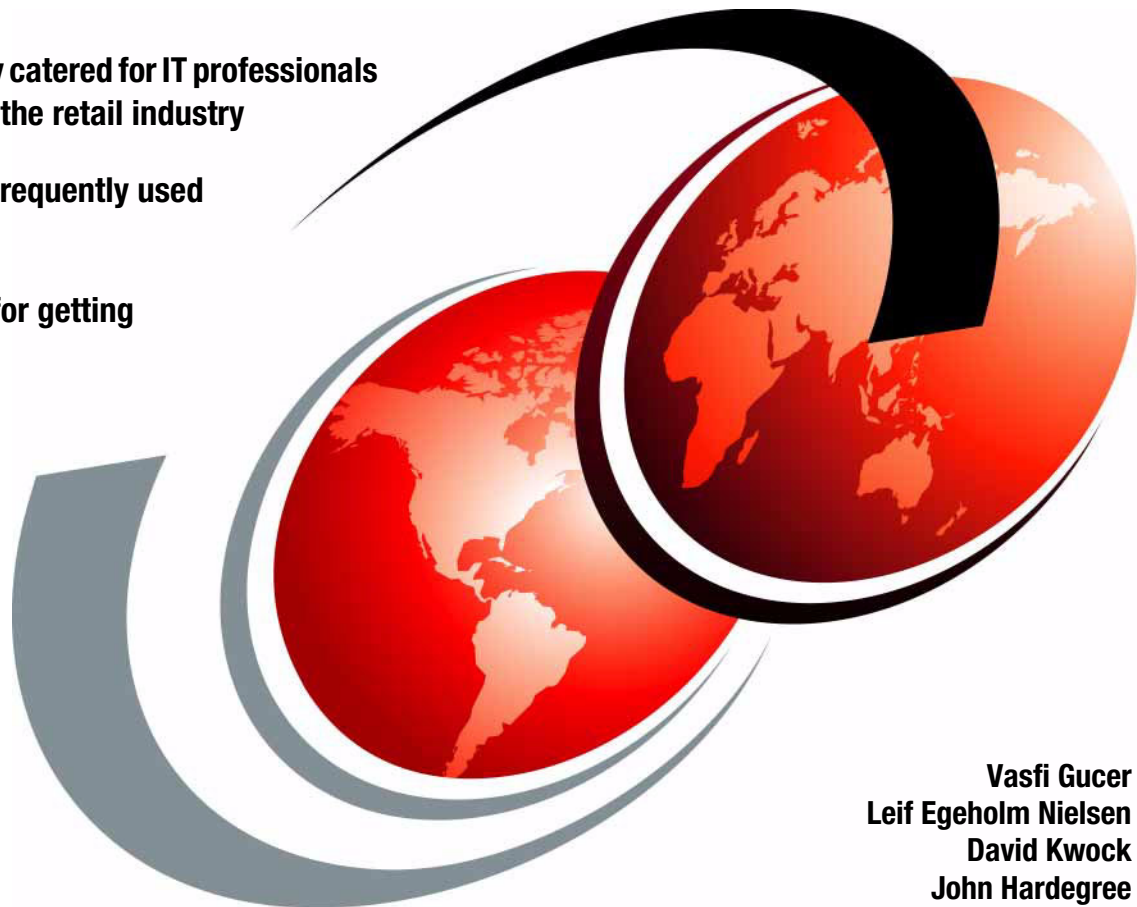 catered for IT professionals
the retail industry
requently used
for getting
Vasfi Gucer
Leif Egeholm Nielsen
David Kwock
John Hardegree